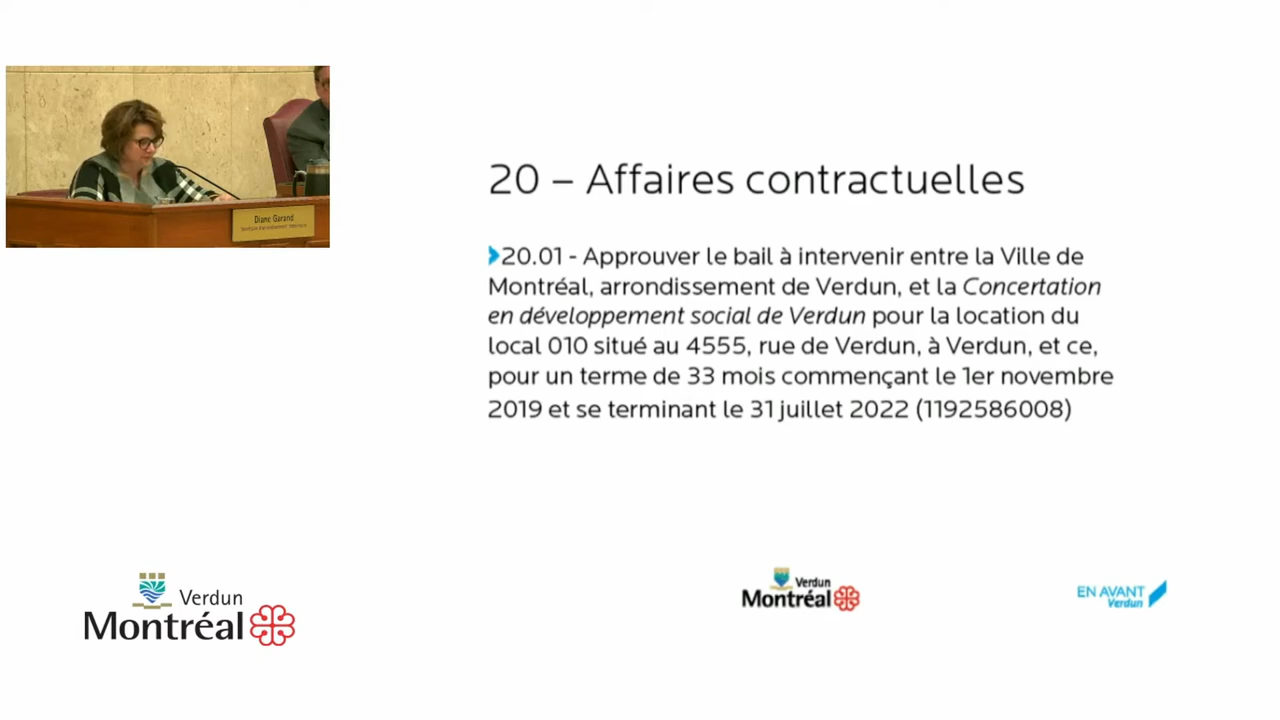 Diane Garand
20 – Affaires contractuelles
20.01 - Approuver le bail à intervenir entre la Ville de
Montréal, arrondissement de Verdun, et la Concertation
en développement social de Verdun pour la location du
local 010 situé au 4555, rue de Verdun, à Verdun, et ce,
pour un terme de 33 mois commençant le 1er novembre
2019 et se terminant le 31 juillet 2022 (1192586008)
Verdun
Montréal
Verdun
Montréal
EN AVANT
Verdun